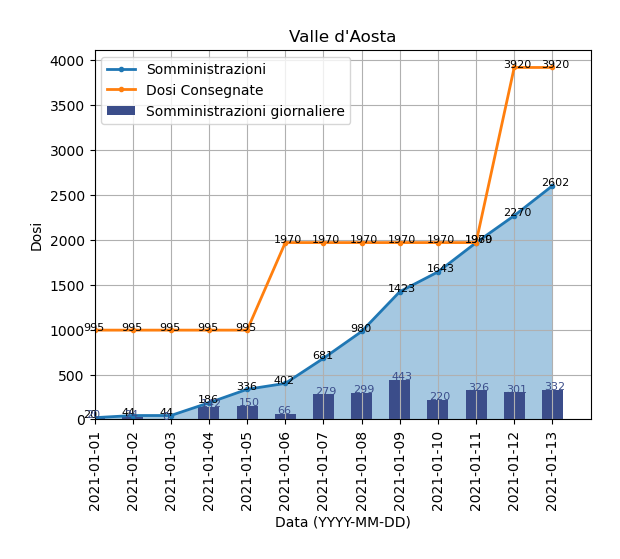 Valle d'Aosta
Somministrazioni
Dosi Consegnate
Somministrazioni giornaliere
Dosi
4000
3500
3000
2500
2000
1500
1000
500
0
995 995 995 995 995 1970 1970 1970 1970 1970 3920 3920
20 44 44 186 336 402 681 980 1423 1643 1969 2270 2602
150 66 279 299 443 220 326 301 332
2021-01-01
2021-01-02
2021-01-03
2021-01-04
2021-01-05
2021-01-06
2021-01-07
2021-01-08
2021-01-09
2021-01-10
2021-01-11
2021-01-12
2021-01-13
Data (YYYY-MM-DD)